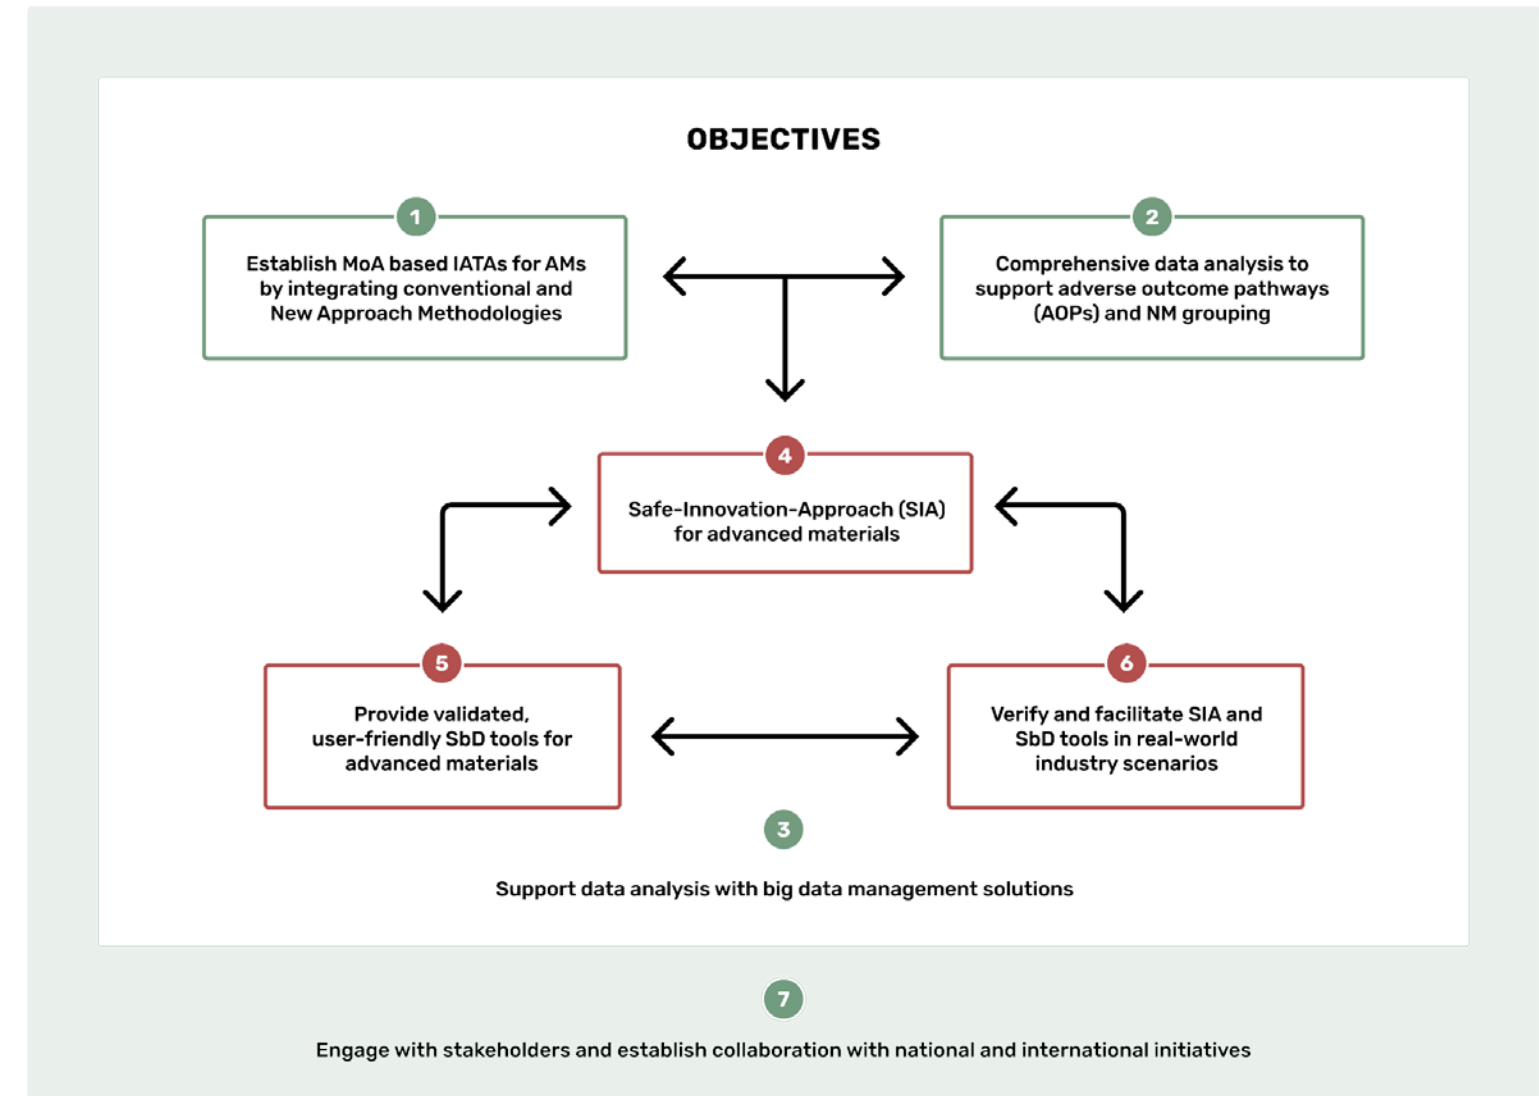 OBJECTIVES
1
Establish MoA based IATAs for AMs
by integrating conventional and
New Approach Methodologies
2
Comprehensive data analysis to
support adverse outcome pathways
(AOPs) and NM grouping
4
Safe-Innovation-Approach (SIA)
for advanced materials
5
Provide validated,
user-friendly SbD tools for
advanced materials
6
Verify and facilitate SIA and
SbD tools in real-world
industry scenarios
3
Support data analysis with big data management solutions
7
Engage with stakeholders and establish collaboration with national and international initiatives